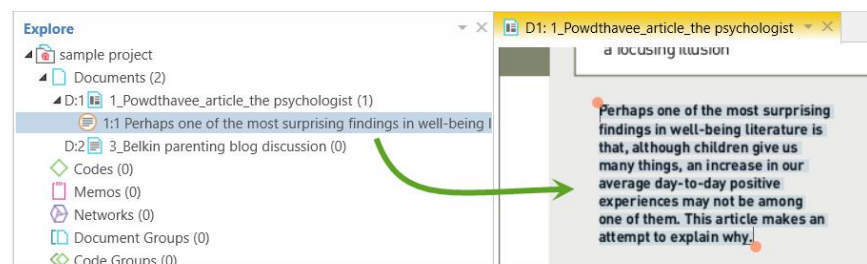 Explore
sample project
Documents (2)
D:1 1_Powdthavee_article_the psychologist (1)
1:1 Perhaps one of the most surprising findings in well-being l
D:2 3_Belkin parenting blog discussion (0)
Codes (0)
Memos (0)
Networks (0)
Document Groups (0)
Code Groups (0)
D1: 1_Powdthavee_article_the psychologist
a focusing illusion
Perhaps one of the most surprising
findings in well-being literature is
that, although children give us
many things, an increase in our
average day-to-day positive
experiences may not be among
one of them. This article makes an
attempt to explain why.